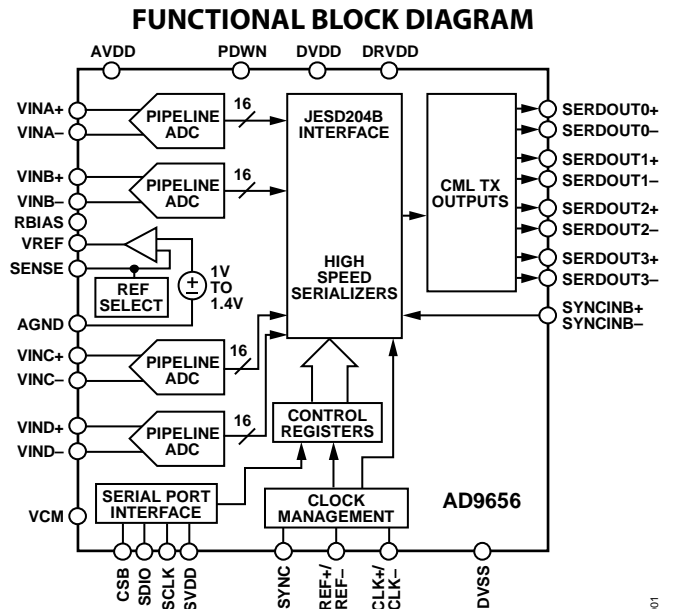 FUNCTIONAL BLOCK DIAGRAM
AVDD PDWN DVDD DRVDD
VINA+
VINA–
PIPELINE
ADC
16
JESD204B
INTERFACE
HIGH
SPEED
SERIALIZERS
CML TX
OUTPUTS
SERDOUT0+
SERDOUT0–
SERDOUT1+
SERDOUT1–
SERDOUT2+
SERDOUT2–
SERDOUT3+
SERDOUT3–
SYNCINB+
SYNCINB–
VINB+
VINB–
PIPELINE
ADC
16
RBIAS
VREF
SENSE
REF
SELECT
1V
TO
1.4V
AGND
VINC+
VINC–
PIPELINE
ADC
16
VIND+
VIND–
PIPELINE
ADC
16
CONTROL
REGISTERS
SERIAL PORT
INTERFACE
CLOCK
MANAGEMENT
AD9656
VCM
CSB
SDIO
SCLK
SVDD
SYNC
REF+/
REF–
CLK+/
CLK–
DVSS